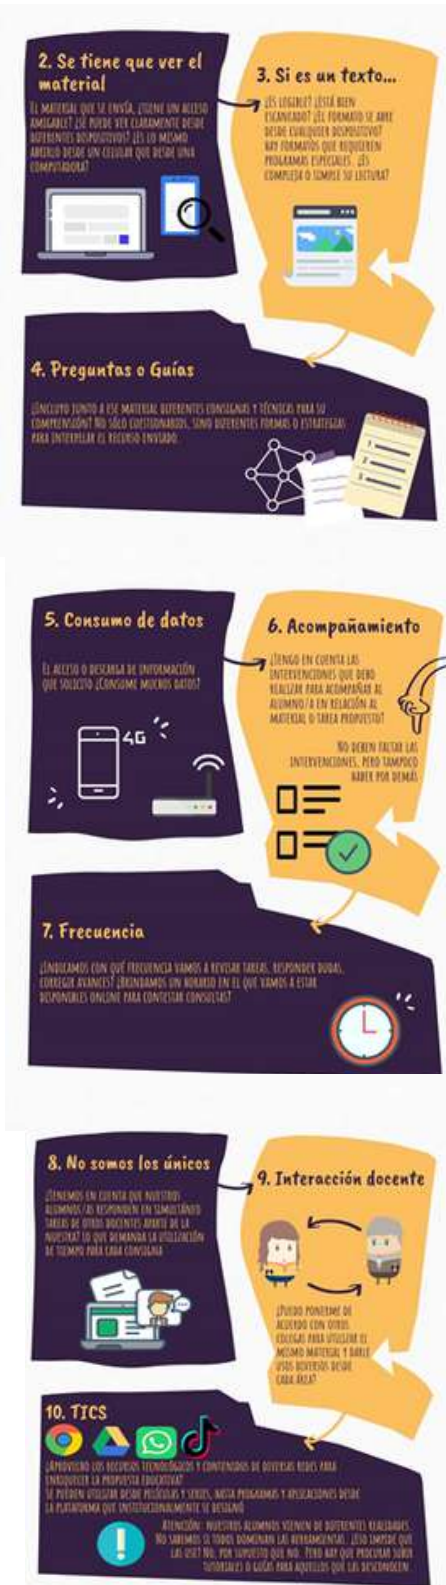 2. Se tiene que ver el
material
El material que se envía, ¿tiene un acceso
amigable? ¿Se puede ver claramente desde
diferentes dispositivos? ¿Es lo mismo
abrirlo desde un celular que desde una
computadora?
3. Si es un texto...
¿Es legible? ¿Está bien
escaneado? ¿El formato se abre
desde cualquier dispositivo?
Hay formatos que requieren
programas especiales. ¿Es
compleja o simple su lectura?
4. Preguntas o Guías
¿Incluyo junto a ese material diferentes consignas y técnicas para su
comprensión? No sólo cuestionarios, sino diferentes formas o estrategias
para interpelar el recurso enviado.
1
2
3
5. Consumo de datos
El acceso o descarga de información
que solicito ¿Consume muchos datos?
4G
6. Acompañamiento
¿Tengo en cuenta las
intervenciones que debo
realizar para acompañar al
alumno/a en relación al
material o tarea propuesto?
No deben faltar las
intervenciones, pero tampoco
haber por demás
7. Frecuencia
¿Indicamos con qué frecuencia vamos a revisar tareas, responder dudas,
corregir avances? ¿Brindamos un horario en el que vamos a estar
disponibles online para contestar consultas?
8. No somos los únicos
¿Tenemos en cuenta que nuestros
alumnos/as responden en simultáneo
tareas de otros docentes aparte de la
nuestra? Lo que demanda la utilización
de tiempo para cada consigna
9. Interacción docente
¿Puedo ponerme de
acuerdo con otros
colegas para utilizar el
mismo material y darle
usos diversos desde
cada área?
10. TICS
¿Aprovecho los recursos tecnológicos y contenidos de diversas redes para
enriquecer la propuesta educativa?
Se pueden utilizar desde películas y series, hasta programas y aplicaciones desde
la plataforma que institucionalmente se designó
Atención: Nuestros alumnos vienen de diferentes realidades.
No sabemos si todos dominan las herramientas. ¿Eso impide que
las use? No, por supuesto que no. Pero hay que procurar subir
tutoriales o guías para aquellos que las desconocen